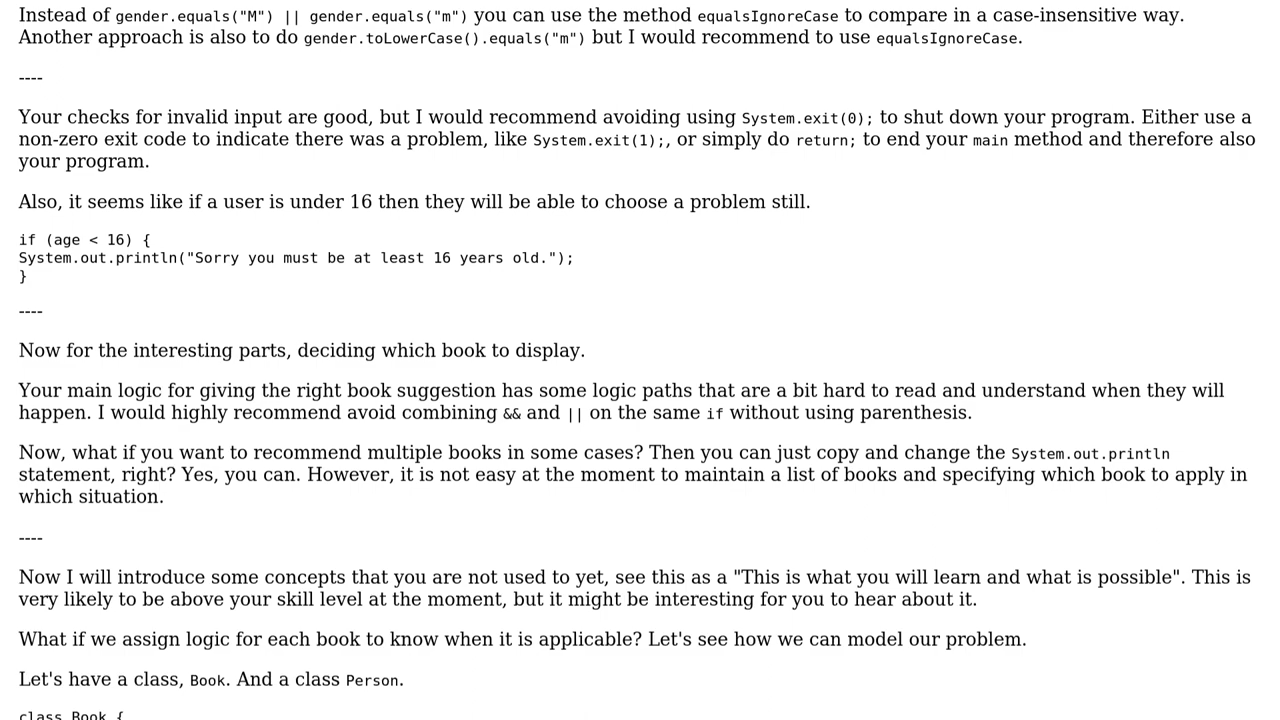 Instead of gender.equals("M") || gender.equals("m") you can use the method equalsIgnoreCase to compare in a case-insensitive way.
Another approach is also to do gender.toLowerCase().equals("m") but I would recommend to use equalsIgnoreCase.
----
Your checks for invalid input are good, but I would recommend avoiding using System.exit(0); to shut down your program. Either use a
non-zero exit code to indicate there was a problem, like System.exit(1);, or simply do return; to end your main method and therefore also
your program.
Also, it seems like if a user is under 16 then they will be able to choose a problem still.
if (age < 16) {
System.out.println("Sorry you must be at least 16 years old.");
}
----
Now for the interesting parts, deciding which book to display.
Your main logic for giving the right book suggestion has some logic paths that are a bit hard to read and understand when they will
happen. I would highly recommend avoid combining && and || on the same if without using parenthesis.
Now, what if you want to recommend multiple books in some cases? Then you can just copy and change the System.out.println
statement, right? Yes, you can. However, it is not easy at the moment to maintain a list of books and specifying which book to apply in
which situation.
----
Now I will introduce some concepts that you are not used to yet, see this as a "This is what you will learn and what is possible". This is
very likely to be above your skill level at the moment, but it might be interesting for you to hear about it.
What if we assign logic for each book to know when it is applicable? Let's see how we can model our problem.
Let's have a class, Book. And a class Person.
class Book {